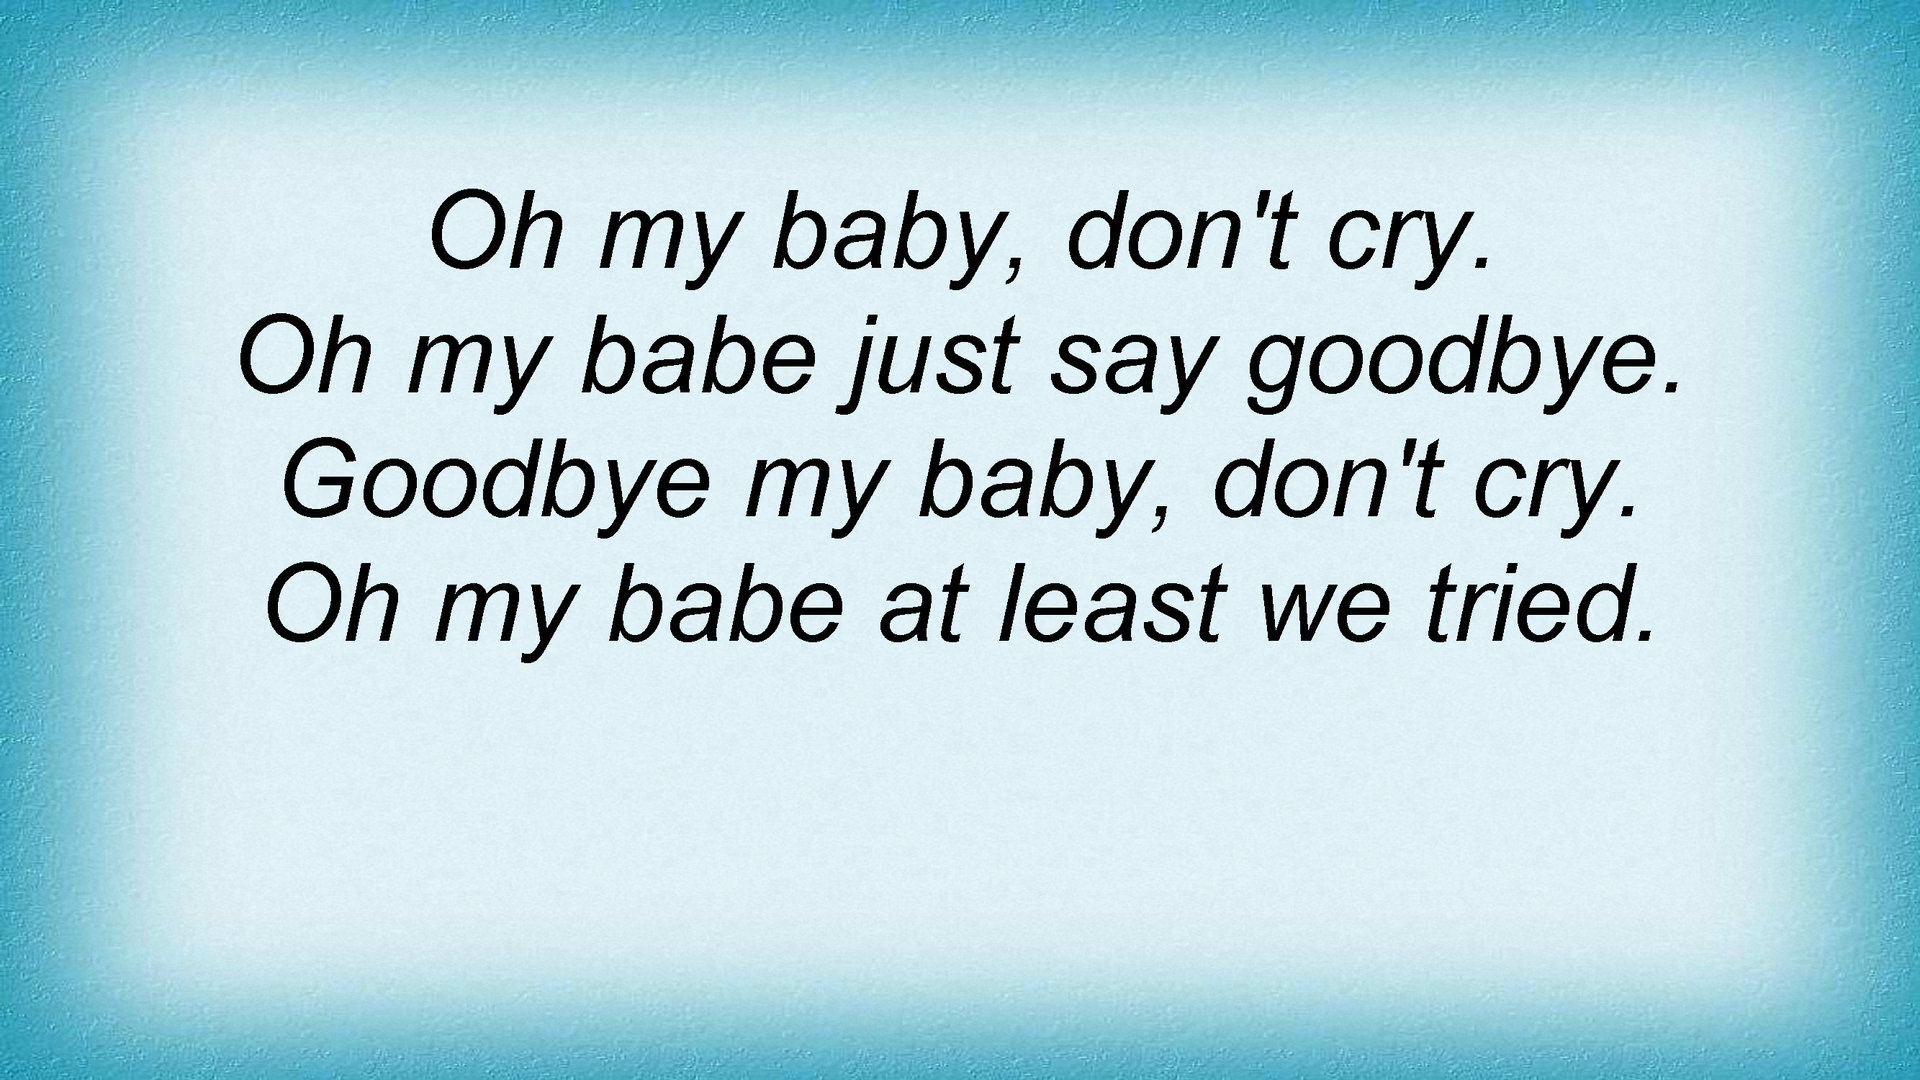 Oh my baby, don't cry.
Oh my babe just say goodbye.
Goodbye my baby, don't cry.
Oh my babe at least we tried.